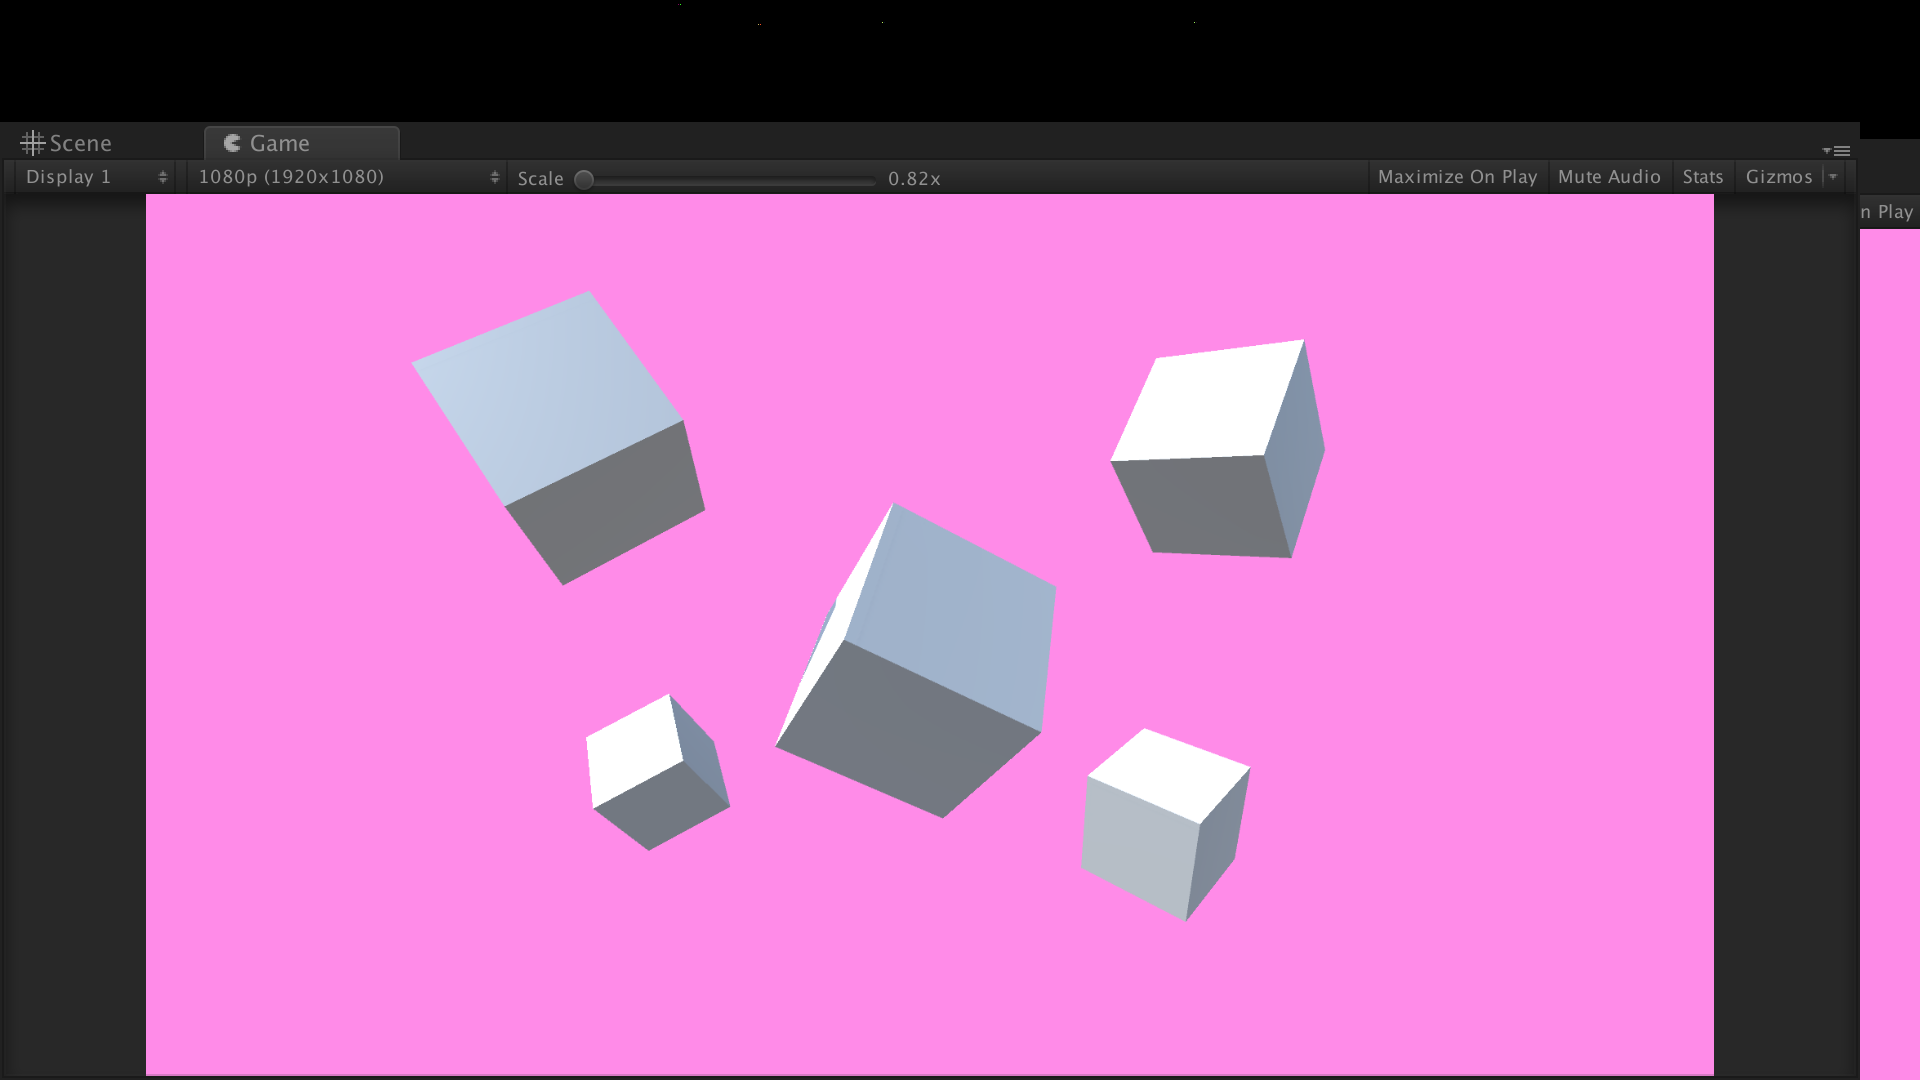 Scene Game
Display 1 1080p (1920x1080) Scale 0.82x Maximize On Play Mute Audio Stats Gizmos
n Play